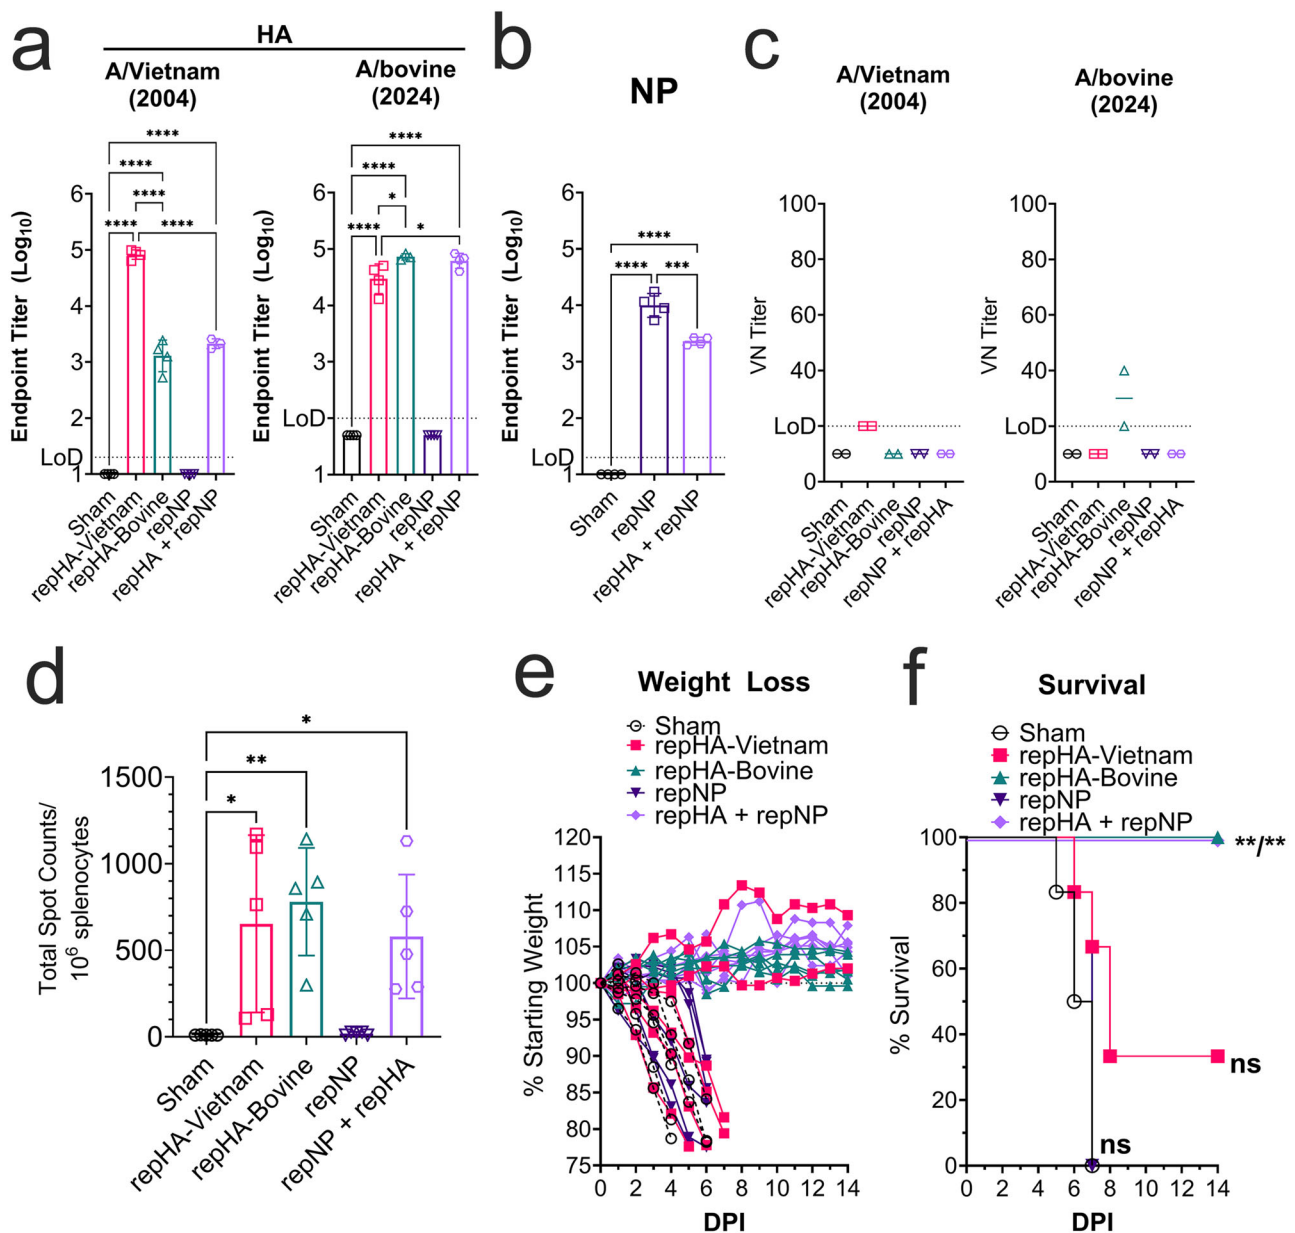 a
HA
A/Vietnam
(2004)
A/bovine
(2024)
****
****
****
****
****
Endpoint Titer (Log10)
6
5
4
3
2
LoD
1
Sham
repHA-Vietnam
repHA-Bovine
repNP
repHA + repNP
****
****
*
****
*
Endpoint Titer (Log10)
6
5
4
3
LoD
1
Sham
repHA-Vietnam
repHA-Bovine
repNP
repHA + repNP
b
NP
****
****
***
Endpoint Titer (Log10)
6
5
4
3
2
LoD
1
Sham
repNP
repHA + repNP
c
A/Vietnam
(2004)
VN Titer
100
80
60
40
LoD
0
Sham
repHA-Vietnam
repHA-Bovine
repNP
repNP + repHA
A/bovine
(2024)
VN Titer
100
80
60
40
LoD
0
Sham
repHA-Vietnam
repHA-Bovine
repNP
repNP + repHA
d
*
**
*
Total Spot Counts/
10⁶ splenocytes
1500
1000
500
0
Sham
repHA-Vietnam
repHA-Bovine
repNP
repNP + repHA
e
Weight Loss
Sham
repHA-Vietnam
repHA-Bovine
repNP
repHA + repNP
% Starting Weight
120
115
110
105
100
95
90
85
80
75
0 2 4 6 8 10 12 14
DPI
f
Survival
Sham
repHA-Vietnam
repHA-Bovine
repNP
repHA + repNP
% Survival
100
80
60
40
20
0
**/**
ns
ns
0 2 4 6 8 10 12 14
DPI